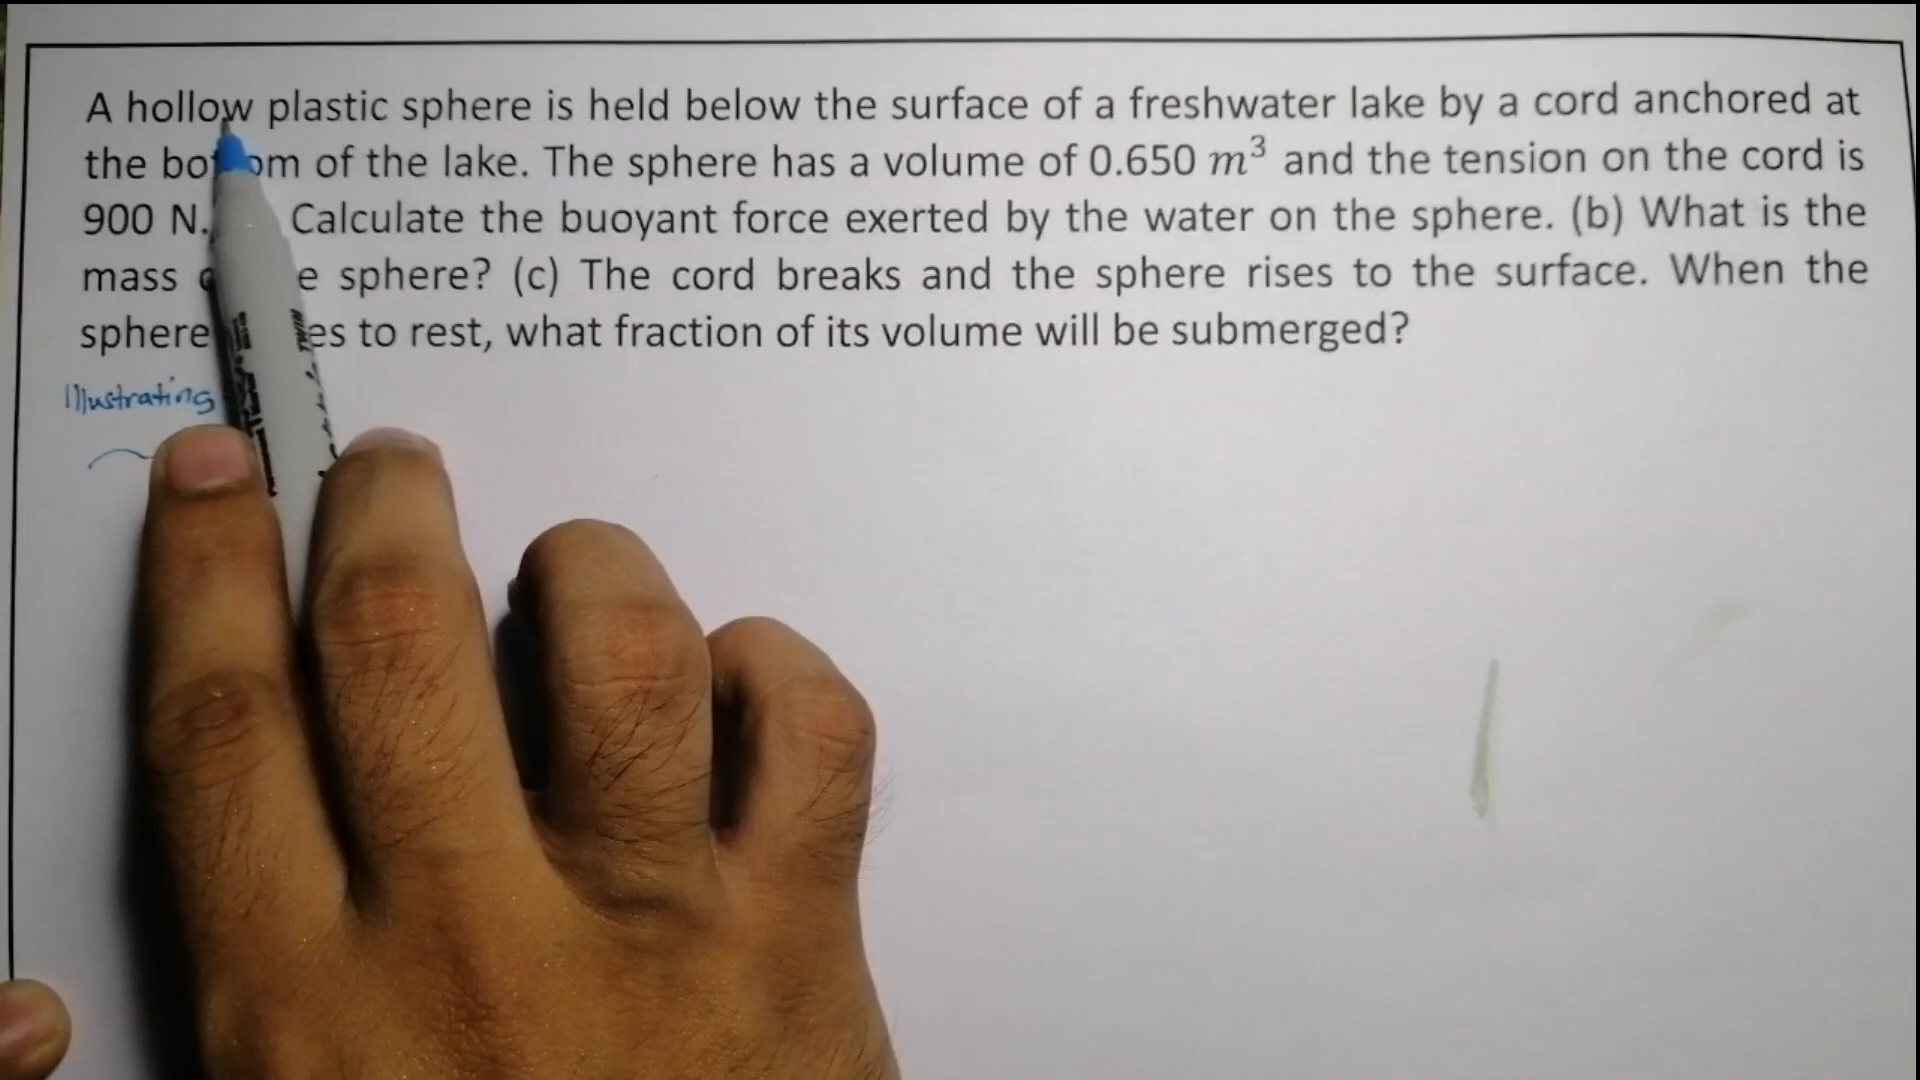 A hollow plastic sphere is held below the surface of a freshwater lake by a cord anchored at
the bottom of the lake. The sphere has a volume of 0.650 m³ and the tension on the cord is
900 N. Calculate the buoyant force exerted by the water on the sphere. (b) What is the
mass sphere? (c) The cord breaks and the sphere rises to the surface. When the
sphere to rest, what fraction of its volume will be submerged?
Illustrating